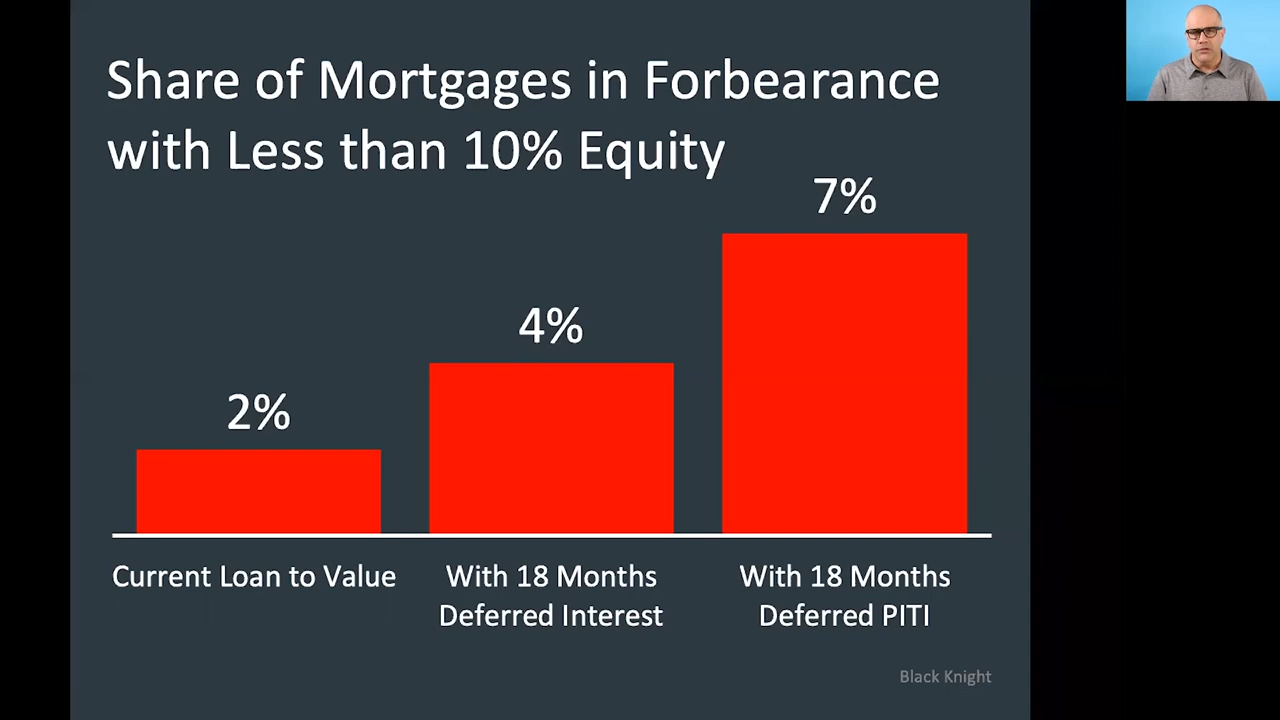 Share of Mortgages in Forbearance
with Less than 10% Equity
7%
4%
2%
Current Loan to Value
With 18 Months
Deferred Interest
With 18 Months
Deferred PITI
Black Knight